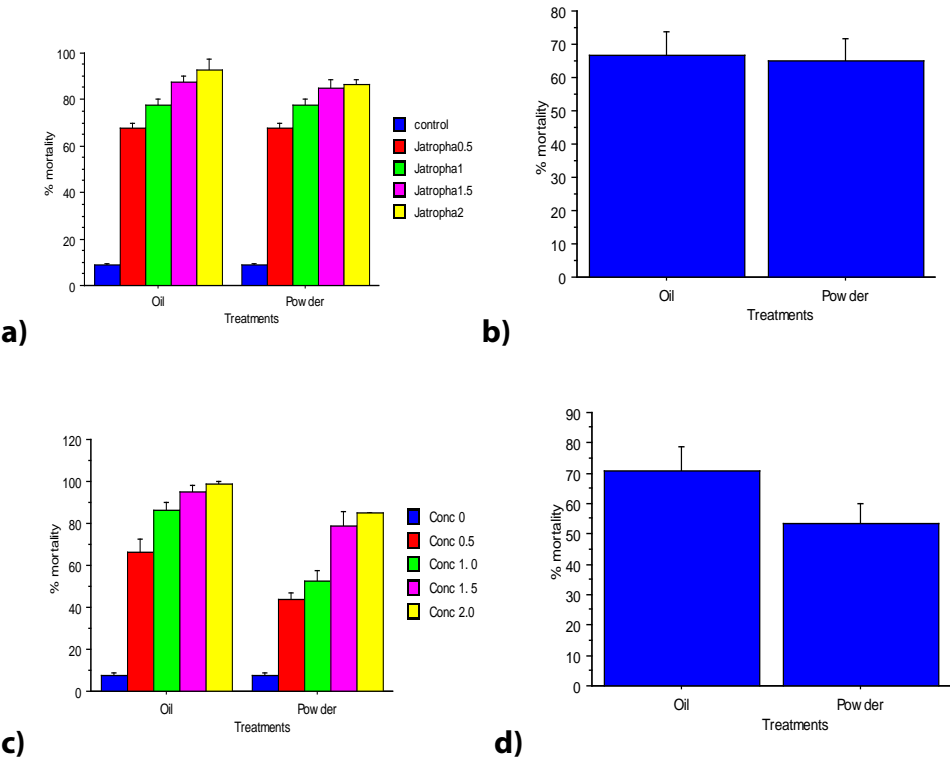 100
80
60
40
20
0
% mortality
Oil
Pow der
Treatments
control
Jatropha0.5
Jatropha1
Jatropha1.5
Jatropha2
a)
80
70
60
50
40
30
20
10
0
% mortality
Oil
Pow der
Treatments
b)
120
100
80
60
40
20
0
% mortality
Oil
Pow der
Treatments
Conc 0
Conc 0.5
Conc 1. 0
Conc 1. 5
Conc 2.0
c)
90
80
70
60
50
40
30
20
10
0
% mortality
Oil
Pow der
Treatments
d)